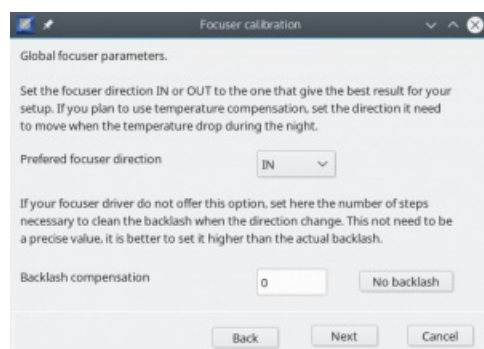 Focuser calibration
Global focuser parameters.
Set the focuser direction IN or OUT to the one that give the best result for your
setup. If you plan to use temperature compensation, set the direction it need
to move when the temperature drop during the night.
Prefered focuser direction
IN
If your focuser driver do not offer this option, set here the number of steps
necessary to clean the backlash when the direction change. This not need to be
a precise value, it is better to set it higher than the actual backlash.
Backlash compensation
0
No backlash
Back
Next
Cancel